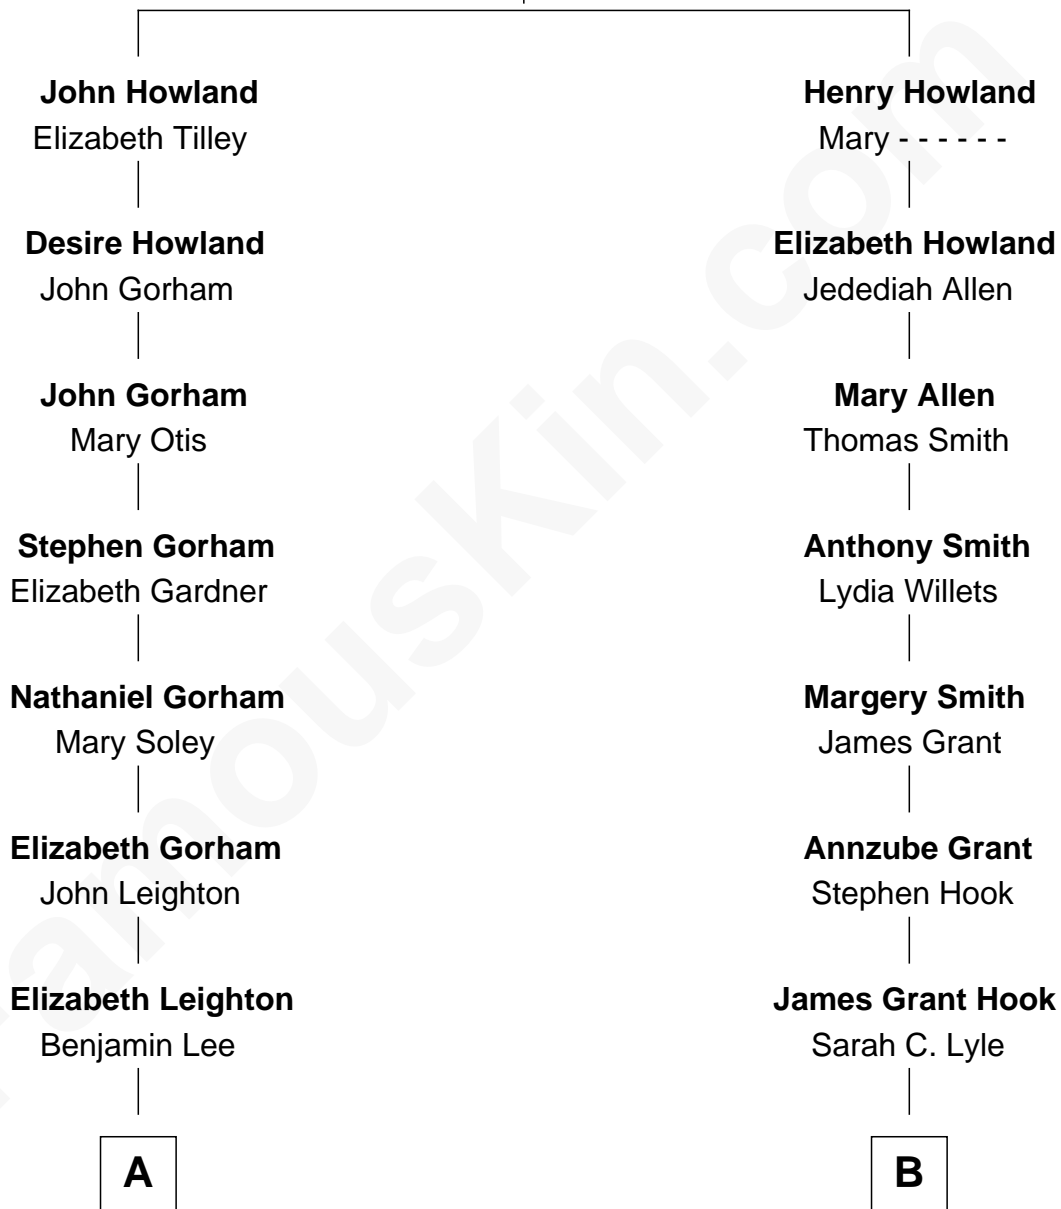 John Howland
Elizabeth Tilley
Desire Howland
John Gorham
John Gorham
Mary Otis
Stephen Gorham
Elizabeth Gardner
Nathaniel Gorham
Mary Soley
Elizabeth Gorham
John Leighton
Elizabeth Leighton
Benjamin Lee
A
Henry Howland
Mary - - - - - -
Elizabeth Howland
Jedediah Allen
Mary Allen
Thomas Smith
Anthony Smith
Lydia Willets
Margery Smith
James Grant
Annzube Grant
Stephen Hook
James Grant Hook
Sarah C. Lyle
B
FamousKin.com